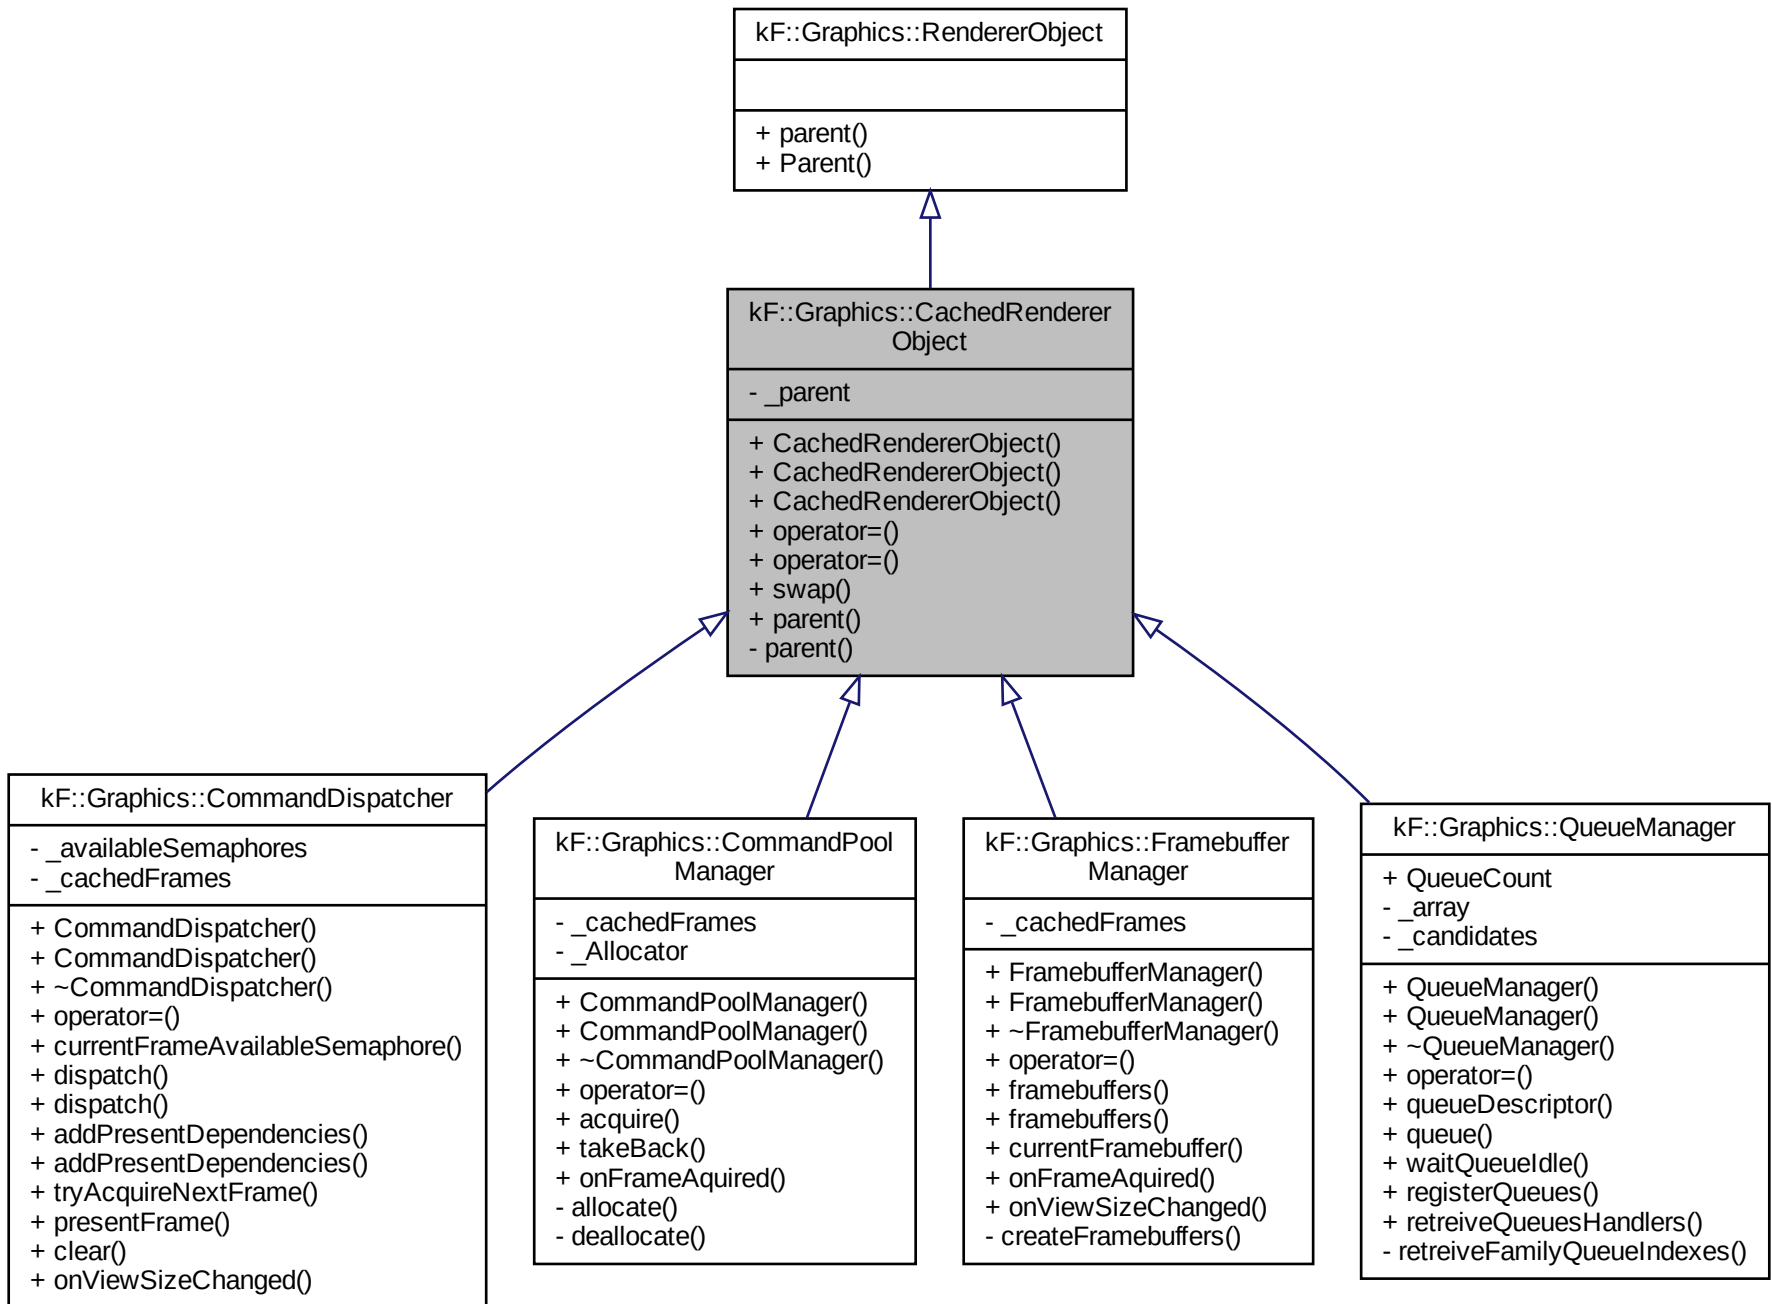 kF::Graphics::RendererObject
+ parent()
+ Parent()
kF::Graphics::CachedRenderer
Object
- _parent
+ CachedRendererObject()
+ CachedRendererObject()
+ CachedRendererObject()
+ operator=()
+ operator=()
+ swap()
+ parent()
- parent()
kF::Graphics::CommandDispatcher
- _availableSemaphores
- _cachedFrames
+ CommandDispatcher()
+ CommandDispatcher()
+ ~CommandDispatcher()
+ operator=()
+ currentFrameAvailableSemaphore()
+ dispatch()
+ dispatch()
+ addPresentDependencies()
+ addPresentDependencies()
+ tryAcquireNextFrame()
+ presentFrame()
+ clear()
+ onViewSizeChanged()
kF::Graphics::CommandPool
Manager
- _cachedFrames
- _Allocator
+ CommandPoolManager()
+ CommandPoolManager()
+ ~CommandPoolManager()
+ operator=()
+ acquire()
+ takeBack()
+ onFrameAquired()
- allocate()
- deallocate()
kF::Graphics::Framebuffer
Manager
- _cachedFrames
+ FramebufferManager()
+ FramebufferManager()
+ ~FramebufferManager()
+ operator=()
+ framebuffers()
+ framebuffers()
+ currentFramebuffer()
+ onFrameAquired()
+ onViewSizeChanged()
- createFramebuffers()
kF::Graphics::QueueManager
+ QueueCount
- _array
- _candidates
+ QueueManager()
+ QueueManager()
+ ~QueueManager()
+ operator=()
+ queueDescriptor()
+ queue()
+ waitQueueIdle()
+ registerQueues()
+ retreiveQueuesHandlers()
- retreiveFamilyQueueIndexes()